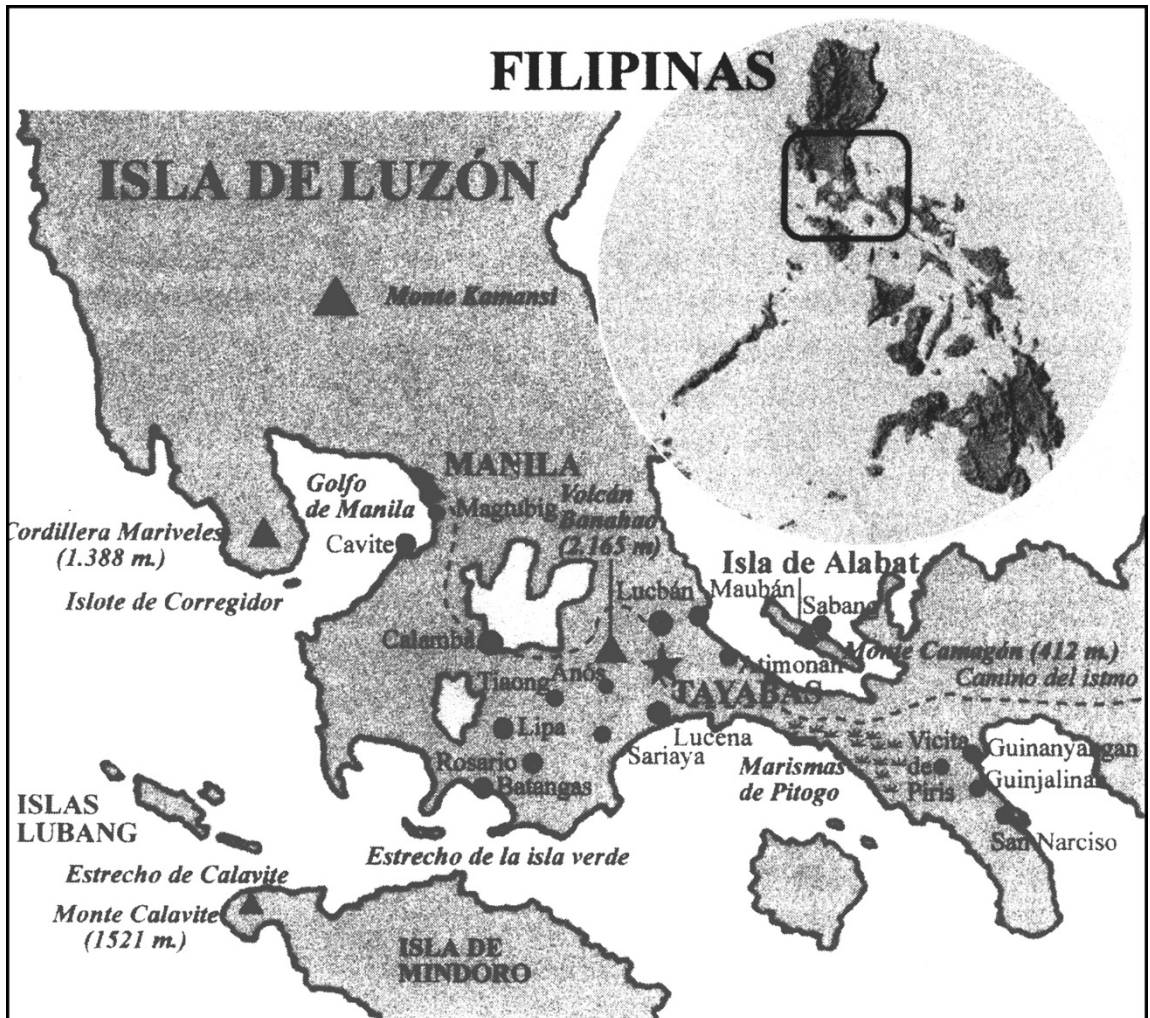 FILIPINAS
ISLA DE LUZÓN
Monte Kamansi
MANILA
Golfo
de Manila
Magtubig
Volcán
Banahao
(2.165 m)
Cordillera Mariveles
(1.388 m.)
Cavite
Islote de Corregidor
Isla de Alabat
Lucbán
Maubán
Sabang
Calamba
Atimonan
Monte Camagón (412 m.)
Camino del istmo
Anos
Tiaong
TAYABAS
Lipa
Lucena
Sariaya
Rosario
Batangas
Marismas
de Pitogo
Vicita
de
Piris
Guinanyangan
Guinjalinan
San Narciso
ISLAS
LUBANG
Estrecho de la isla verde
Estrecho de Calavite
Monte Calavite
(1521 m.)
ISLA DE
MINDORO